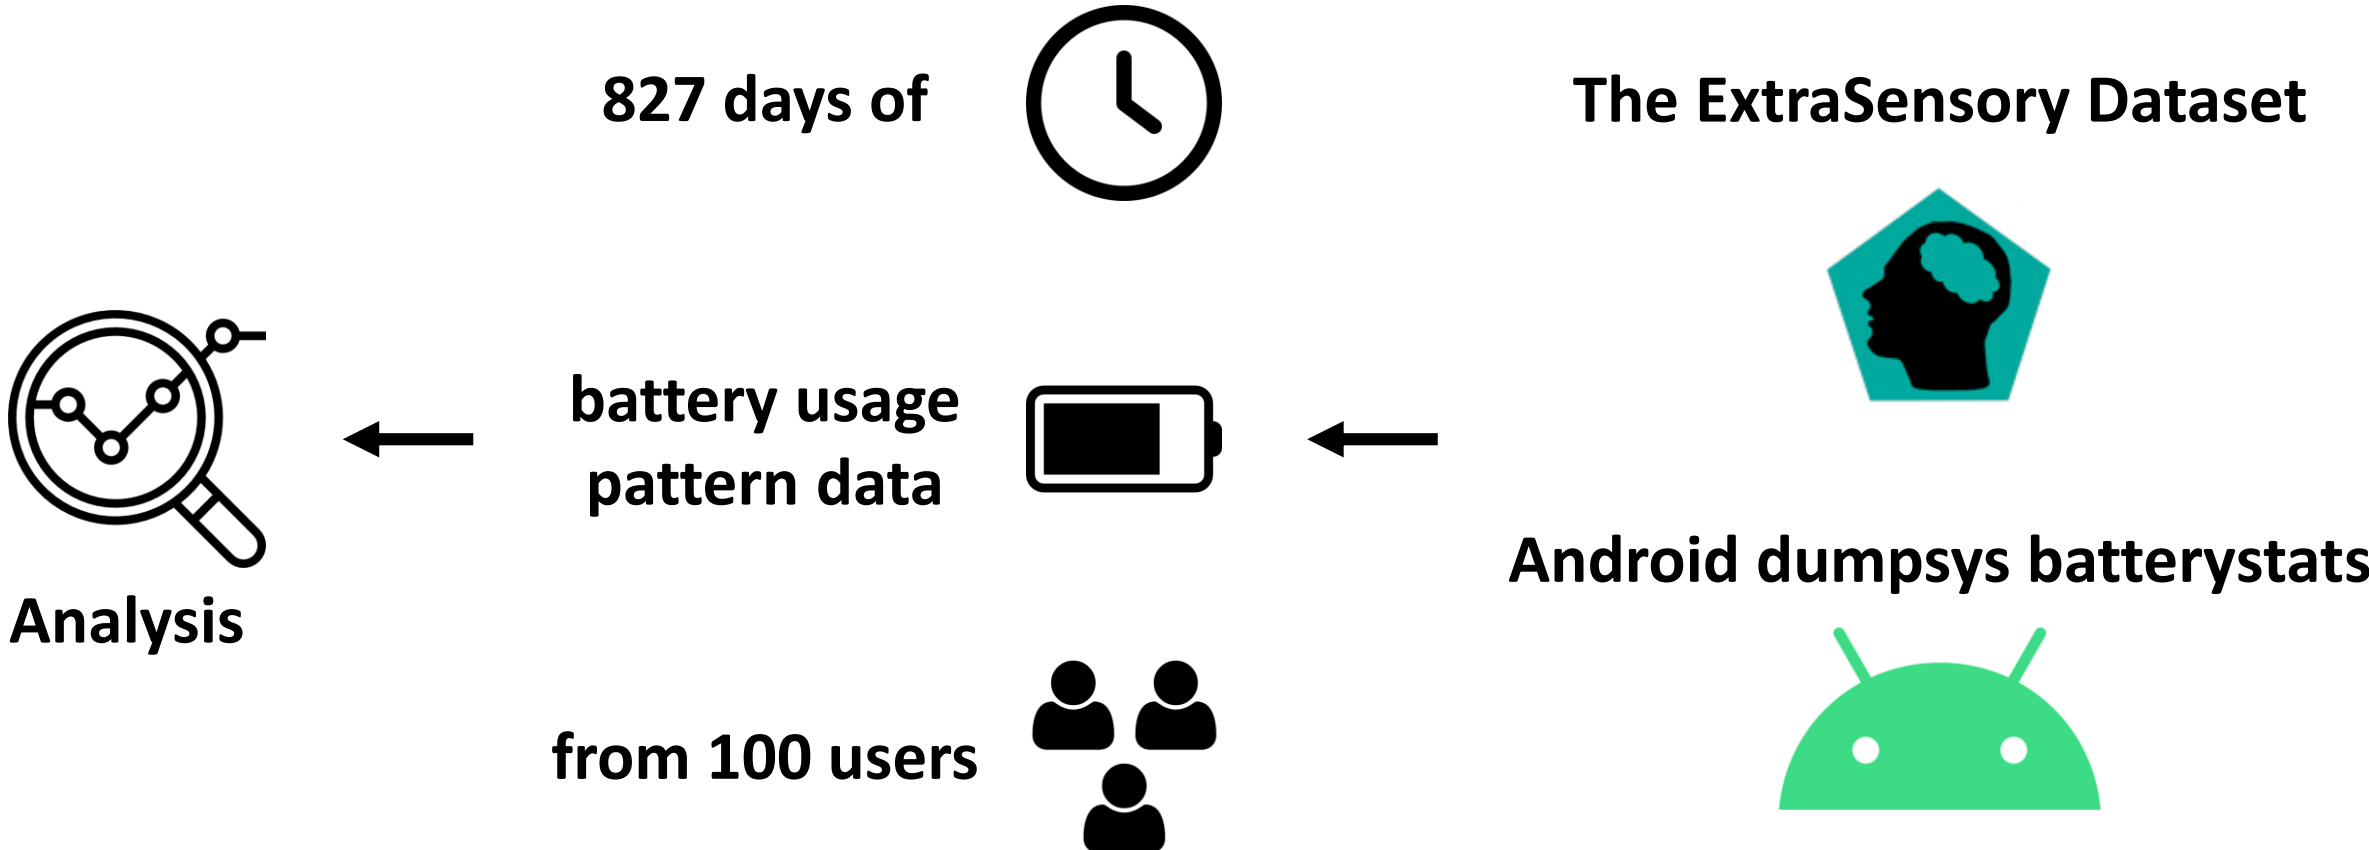 827 days of
The ExtraSensory Dataset
battery usage
pattern data
Android dumpsys batterystats
Analysis
from 100 users